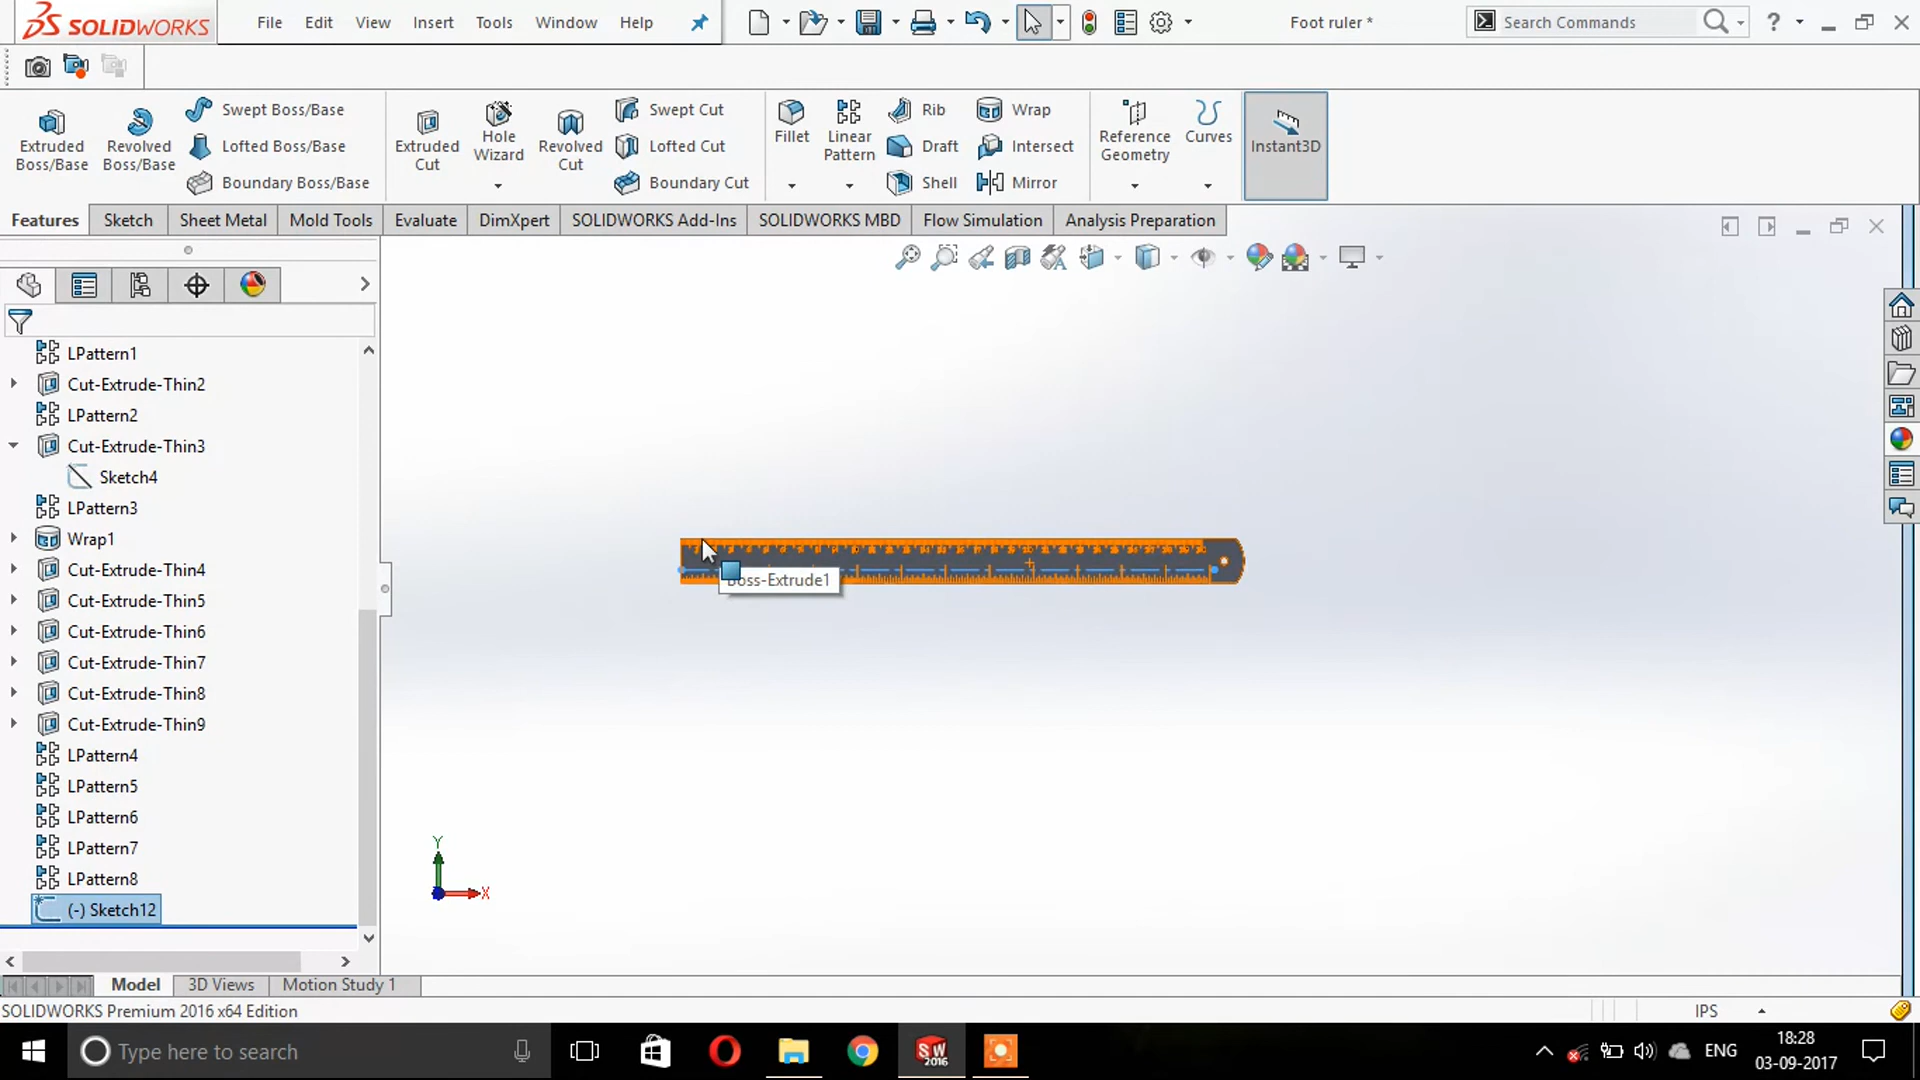 SOLIDWORKS
File Edit View Insert Tools Window Help
Foot ruler *
Search Commands
?
Extruded Boss/Base
Revolved Boss/Base
Swept Boss/Base
Lofted Boss/Base
Boundary Boss/Base
Extruded Cut
Hole Wizard
Revolved Cut
Swept Cut
Lofted Cut
Boundary Cut
Fillet
Linear Pattern
Rib
Draft
Shell
Wrap
Intersect
Mirror
Reference Geometry
Curves
Instant3D
Features Sketch Sheet Metal Mold Tools Evaluate DimXpert SOLIDWORKS Add-Ins SOLIDWORKS MBD Flow Simulation Analysis Preparation
LPattern1
Cut-Extrude-Thin2
LPattern2
Cut-Extrude-Thin3
Sketch4
LPattern3
Wrap1
Cut-Extrude-Thin4
Cut-Extrude-Thin5
Cut-Extrude-Thin6
Cut-Extrude-Thin7
Cut-Extrude-Thin8
Cut-Extrude-Thin9
LPattern4
LPattern5
LPattern6
LPattern7
LPattern8
(-) Sketch12
Boss-Extrude1
Y
X
Model 3D Views Motion Study 1
SOLIDWORKS Premium 2016 x64 Edition
IPS
Type here to search
SW 2016
ENG
18:28
03-09-2017